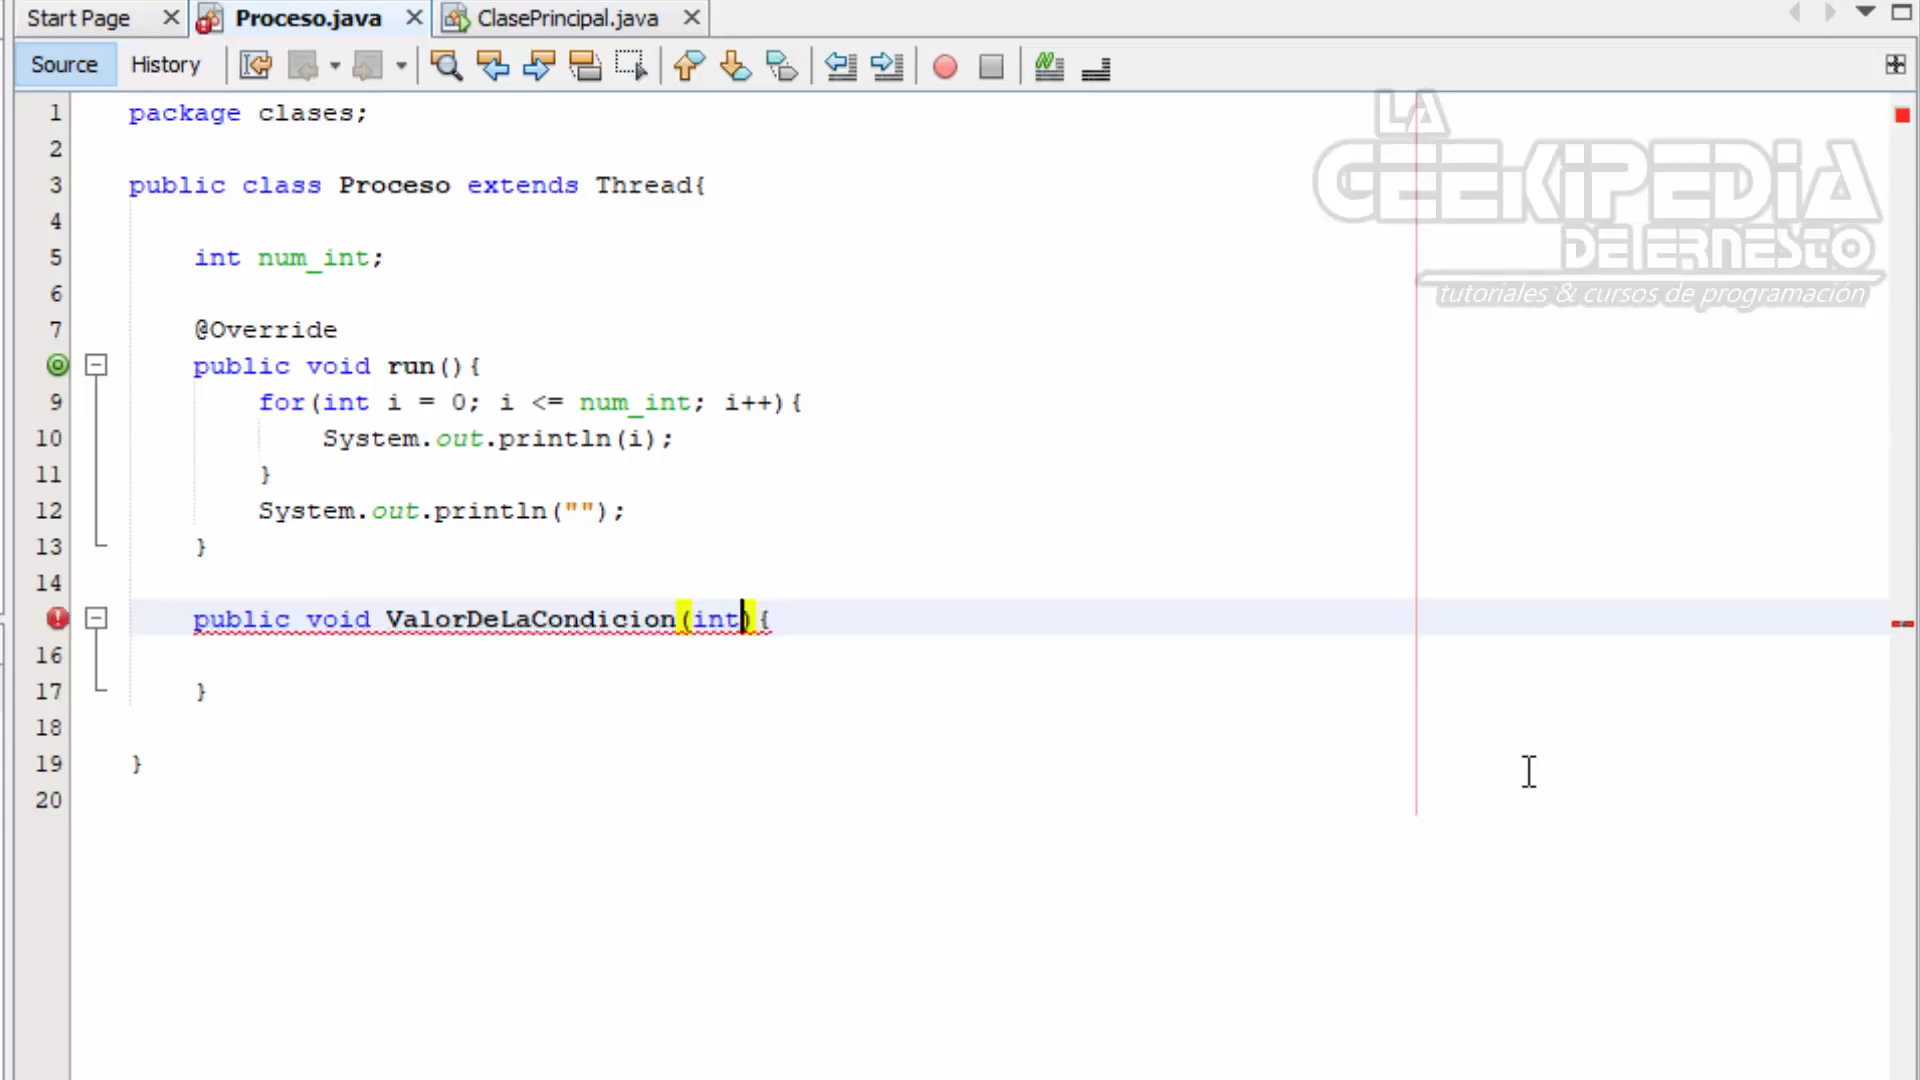 Start Page
Proceso.java
ClasePrincipal.java
Source
History
1 package clases;
2
3 public class Proceso extends Thread{
4
5 int num_int;
6
7 @Override
public void run(){
9 for(int i = 0; i <= num_int; i++){
10 System.out.println(i);
11 }
12 System.out.println("");
13 }
14
public void ValorDeLaCondicion(int){
16
17 }
18
19 }
20
LA
GEEKIPEDIA
DE ERNESTO
tutoriales & cursos de programación